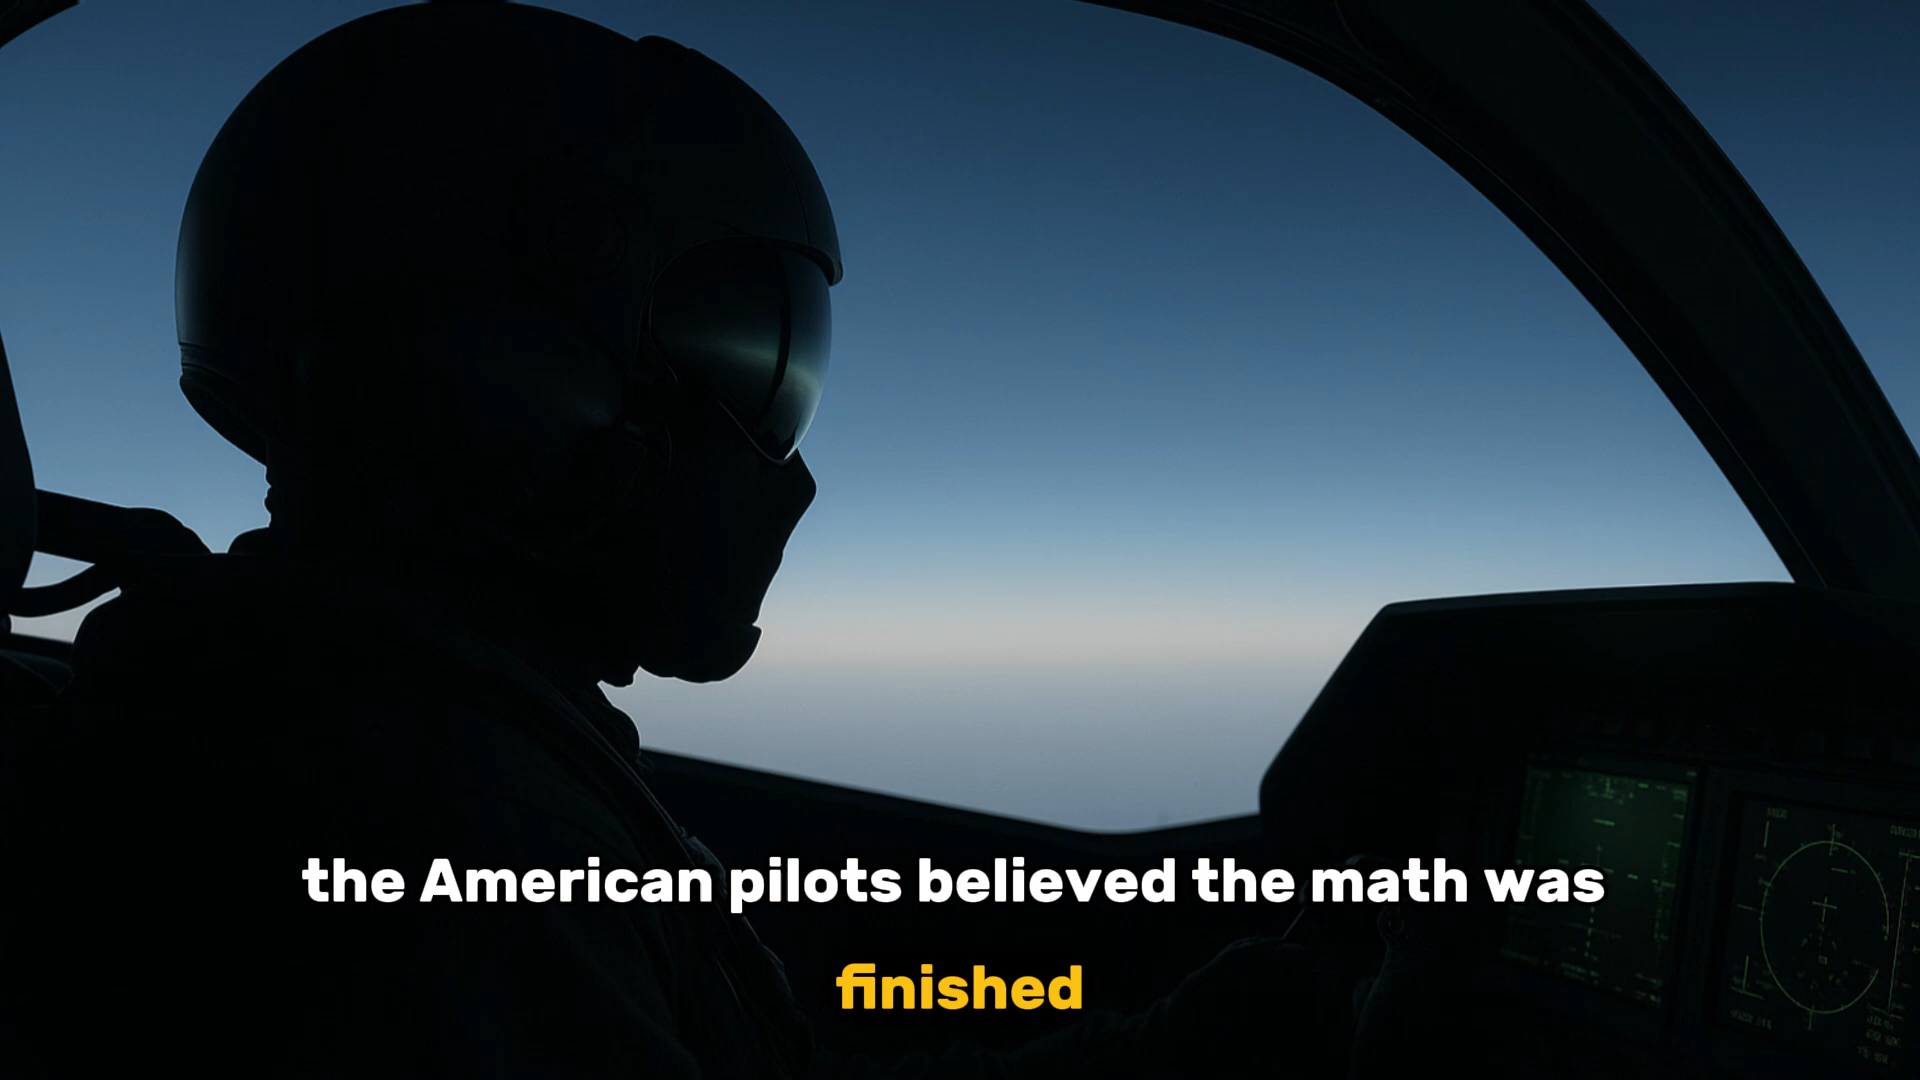 the American pilots believed the math was
finished